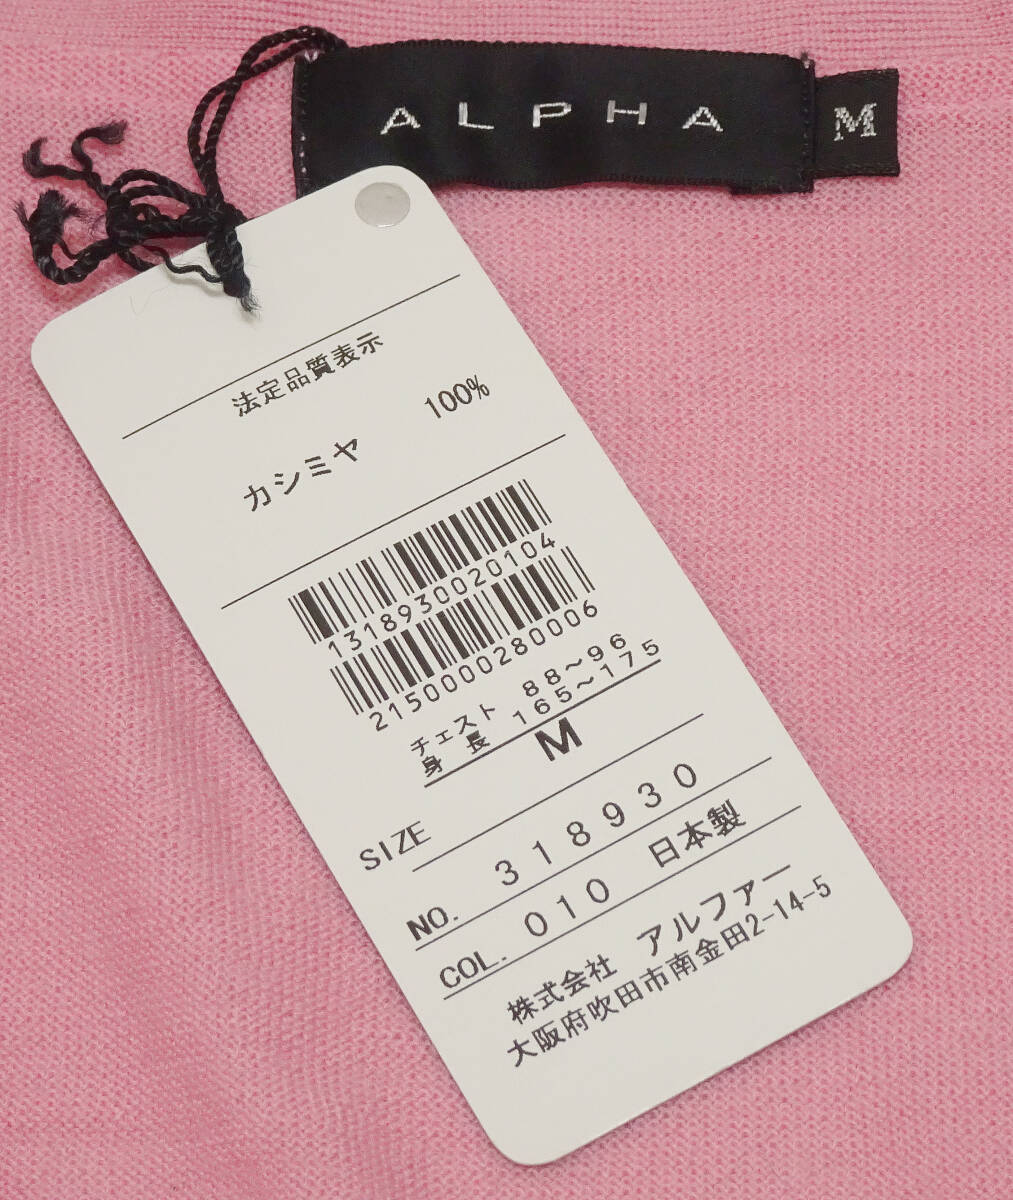 ALPHA
M
法定品質表示
カシミヤ 100%
1318930020104
2150000280006
チェスト 88～96
身長 165～175
SIZE M
NO. 318930
COL. 010 日本製
株式会社 アルファー
大阪府吹田市南金田2-14-5